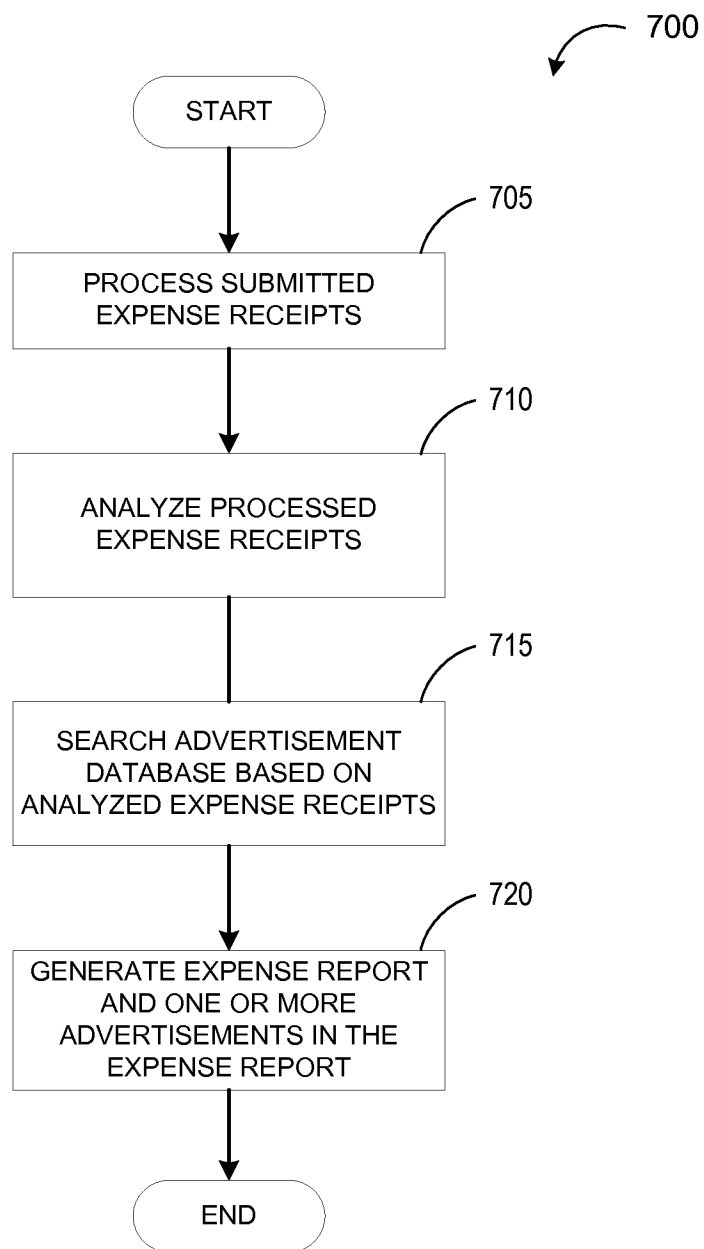 700
START
705
PROCESS SUBMITTED
EXPENSE RECEIPTS
710
ANALYZE PROCESSED
EXPENSE RECEIPTS
715
SEARCH ADVERTISEMENT
DATABASE BASED ON
ANALYZED EXPENSE RECEIPTS
720
GENERATE EXPENSE REPORT
AND ONE OR MORE
ADVERTISEMENTS IN THE
EXPENSE REPORT
END